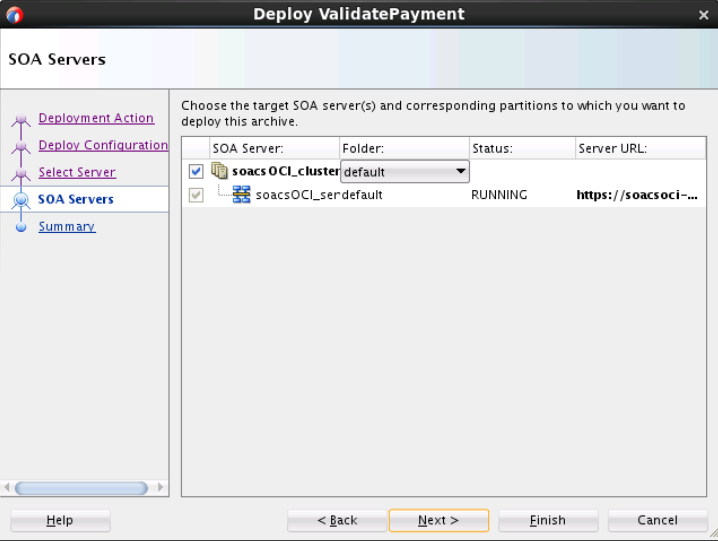 Deploy ValidatePayment
SOA Servers
Deployment Action
Deploy Configuration
Select Server
SOA Servers
Summary
Choose the target SOA server(s) and corresponding partitions to which you want to
deploy this archive.
SOA Server: Folder: Status: Server URL:
soacsOCI_cluster default
soacsOCI_ser default RUNNING https://soacsoci-...
Help < Back Next > Finish Cancel